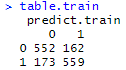 > table.train
predict.train
0 1
0 552 162
1 173 559